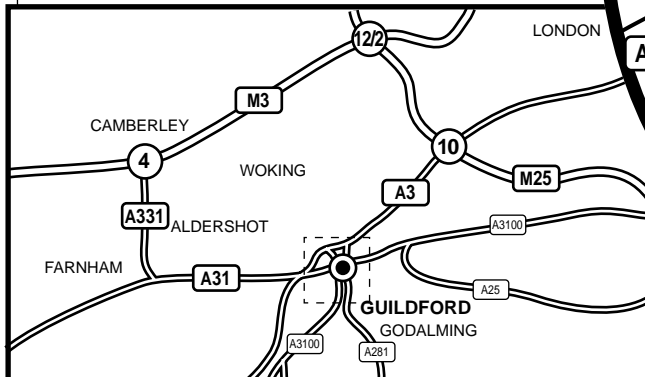 LONDON
A
12/2
M3
CAMBERLEY
4
10
WOKING
M25
A3
A331
ALDERSHOT
A3100
FARNHAM
A31
A25
GUILDFORD
GODALMING
A3100
A281